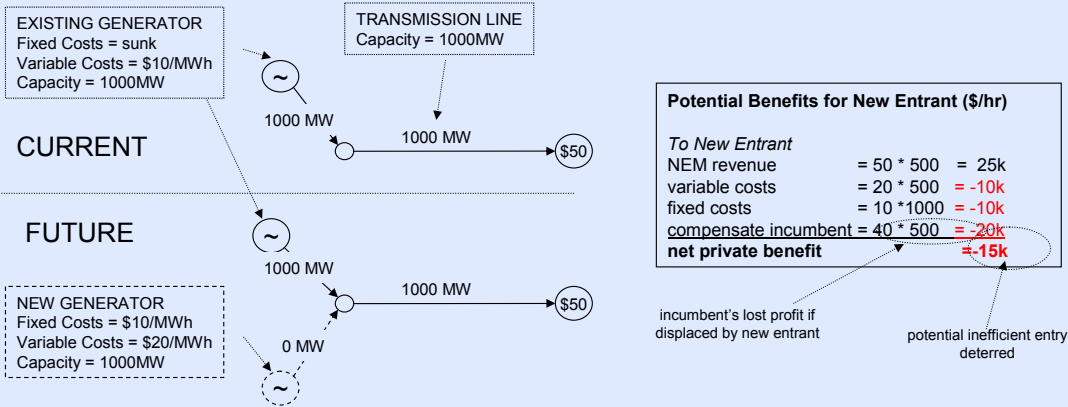 EXISTING GENERATOR
Fixed Costs = sunk
Variable Costs = $10/MWh
Capacity = 1000MW
TRANSMISSION LINE
Capacity = 1000MW
~
1000 MW
1000 MW
$50
CURRENT
FUTURE
~
1000 MW
1000 MW
$50
NEW GENERATOR
Fixed Costs = $10/MWh
Variable Costs = $20/MWh
Capacity = 1000MW
0 MW
~
Potential Benefits for New Entrant ($/hr)
To New Entrant
NEM revenue = 50 * 500 = 25k
variable costs = 20 * 500 = -10k
fixed costs = 10 *1000 = -10k
compensate incumbent = 40 * 500 = -20k
net private benefit =-15k
incumbent's lost profit if
displaced by new entrant
potential inefficient entry
deterred